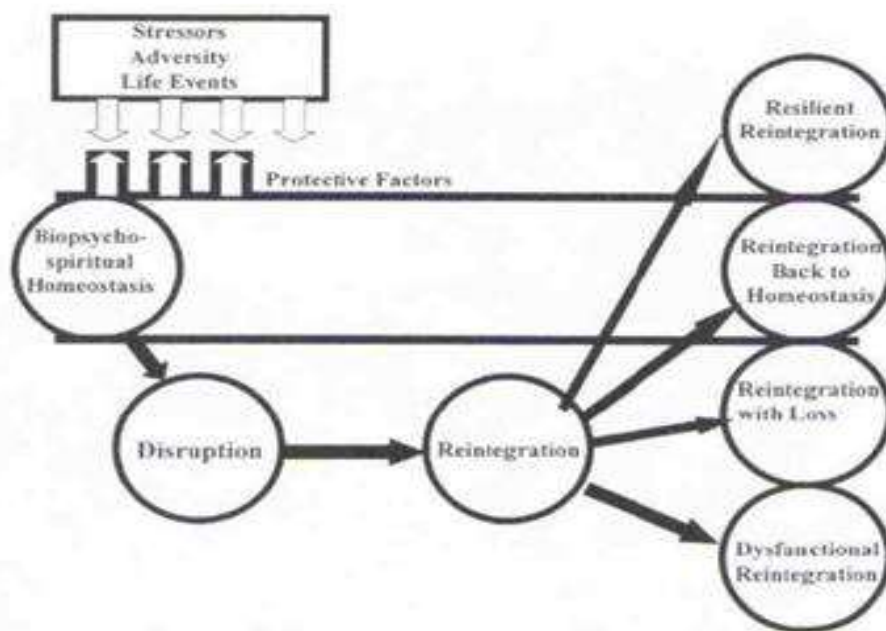 Stressors
Adversity
Life Events
Protective Factors
Biopsycho-
spiritual
Homeostasis
Disruption
Reintegration
Resilient
Reintegration
Reintegration
Back to
Homeostasis
Reintegration
with Loss
Dysfanctional
Reintegration